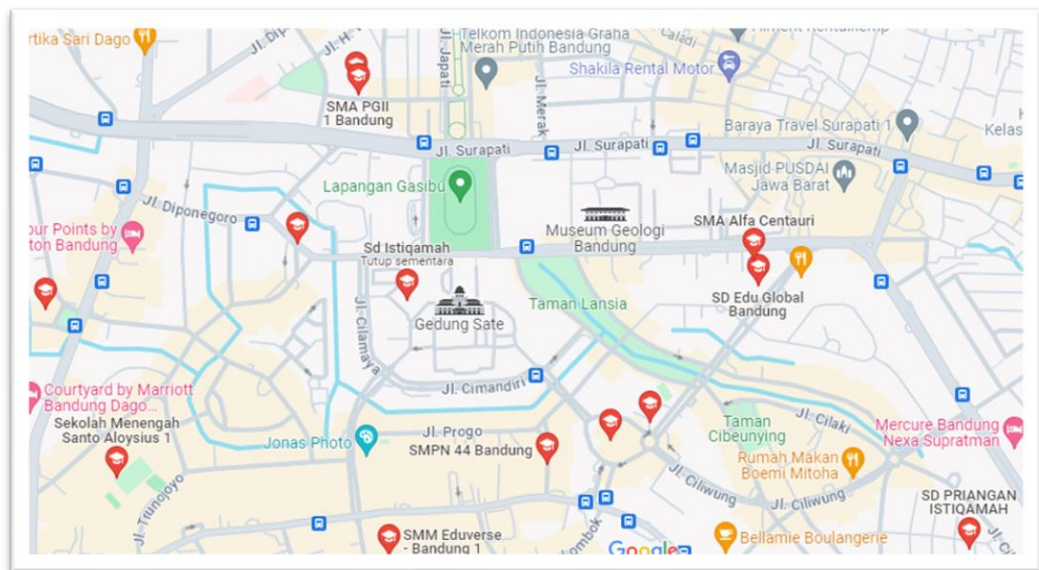 rtika Sari Dago
Jl. H.
Jl. Japati
Telkom Indonesia Graha
Merah Putih Bandung
Shakila Rental Motor
SMA PGII
1 Bandung
Jl. Merak
Baraya Travel Surapati 1
Kelas
Jl. Surapati
Jl. Surapati
Jl. Surapati
Masjid PUSDAI
Jawa Barat
Lapangan Gasibu
Jl. Diponegoro
our Points by
ton Bandung
Museum Geologi
Bandung
SMA Alfa Centauri
Sd Istiqamah
Tutup sementara
Taman Lansia
SD Edu Global
Bandung
Gedung Sate
Jl. Cilamaya
Jl. Cimandiri
Courtyard by Marriott
Bandung Dago...
Sekolah Menengah
Santo Aloysius 1
Jonas Photo
Jl. Progo
SMPN 44 Bandung
Taman
Cibeunying
Jl. Cilaki
Mercure Bandung
Nexa Supratman
Rumah Makan
Boemi Mitoha
Jl. Ciliwung
Jl. Ciliwung
Jl. Trunojoyo
SD PRIANGAN
ISTIQAMAH
SMM Eduverse
- Bandung 1
ombok
Google
Bellamie Boulangerie